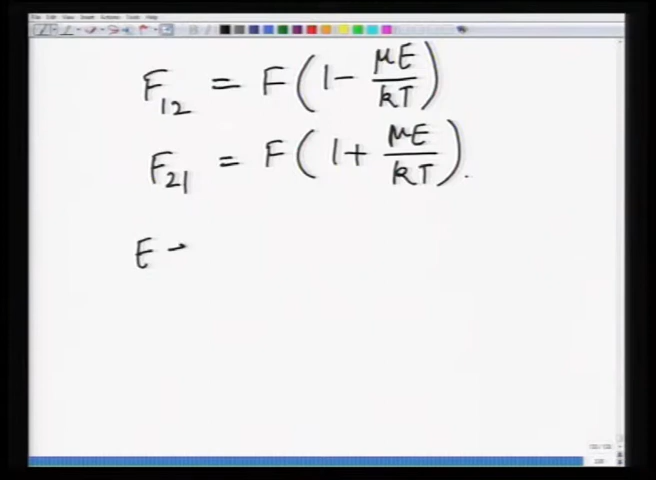 F₁₂ = F(1 - μE/kT)
F₂₁ = F(1 + μE/kT).
E -